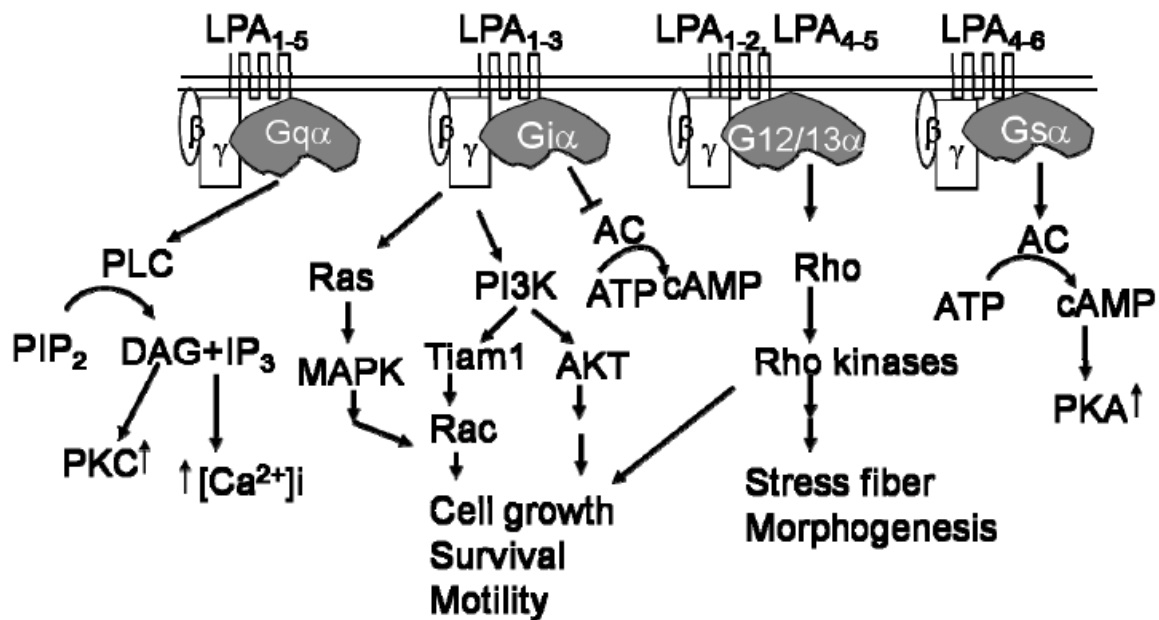 LPA1-5 LPA1-3 LPA1-2, LPA4-5 LPA4-6
β γ Gqα β γ Giα β γ G12/13α β γ Gsα
PLC Ras PI3K AC Rho AC
ATP cAMP ATP cAMP
PIP2 DAG+IP3 MAPK Tiam1 AKT Rho kinases
PKC↑ ↑[Ca2+]i Rac PKA↑
Cell growth
Survival
Motility
Stress fiber
Morphogenesis